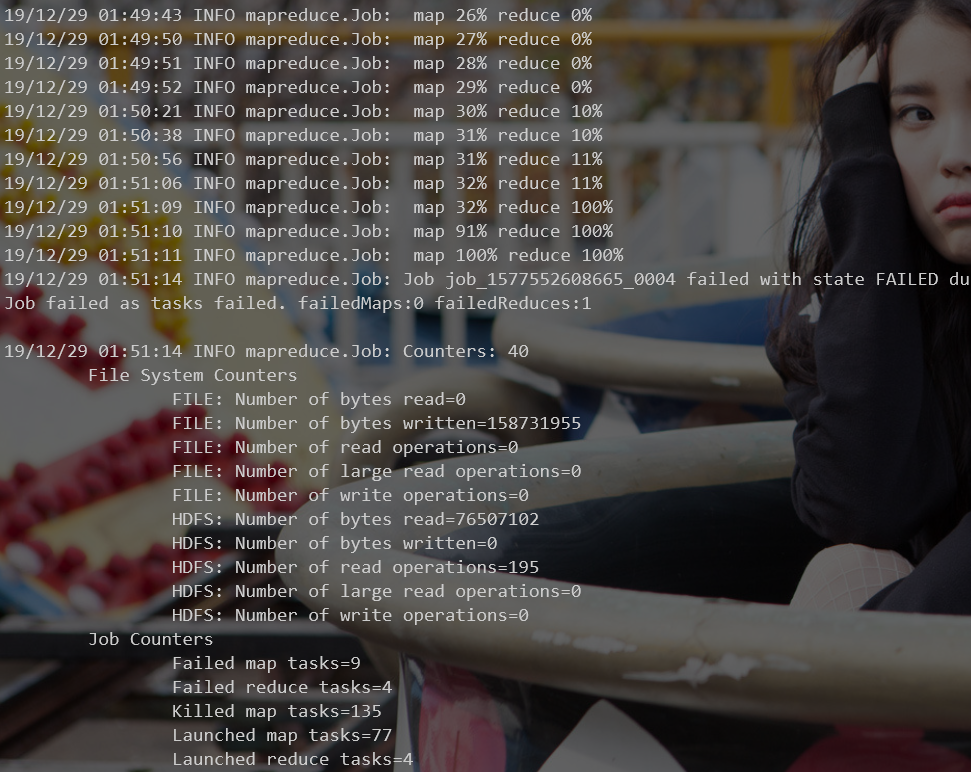 19/12/29 01:49:43 INFO mapreduce.Job:  map 26% reduce 0%
19/12/29 01:49:50 INFO mapreduce.Job:  map 27% reduce 0%
19/12/29 01:49:51 INFO mapreduce.Job:  map 28% reduce 0%
19/12/29 01:49:52 INFO mapreduce.Job:  map 29% reduce 0%
19/12/29 01:50:21 INFO mapreduce.Job:  map 30% reduce 10%
19/12/29 01:50:38 INFO mapreduce.Job:  map 31% reduce 10%
19/12/29 01:50:56 INFO mapreduce.Job:  map 31% reduce 11%
19/12/29 01:51:06 INFO mapreduce.Job:  map 32% reduce 11%
19/12/29 01:51:09 INFO mapreduce.Job:  map 32% reduce 100%
19/12/29 01:51:10 INFO mapreduce.Job:  map 91% reduce 100%
19/12/29 01:51:11 INFO mapreduce.Job:  map 100% reduce 100%
19/12/29 01:51:14 INFO mapreduce.Job: Job job_1577552608665_0004 failed with state FAILED du
Job failed as tasks failed. failedMaps:0 failedReduces:1
19/12/29 01:51:14 INFO mapreduce.Job: Counters: 40
File System Counters
FILE: Number of bytes read=0
FILE: Number of bytes written=158731955
FILE: Number of read operations=0
FILE: Number of large read operations=0
FILE: Number of write operations=0
HDFS: Number of bytes read=76507102
HDFS: Number of bytes written=0
HDFS: Number of read operations=195
HDFS: Number of large read operations=0
HDFS: Number of write operations=0
Job Counters
Failed map tasks=9
Failed reduce tasks=4
Killed map tasks=135
Launched map tasks=77
Launched reduce tasks=4